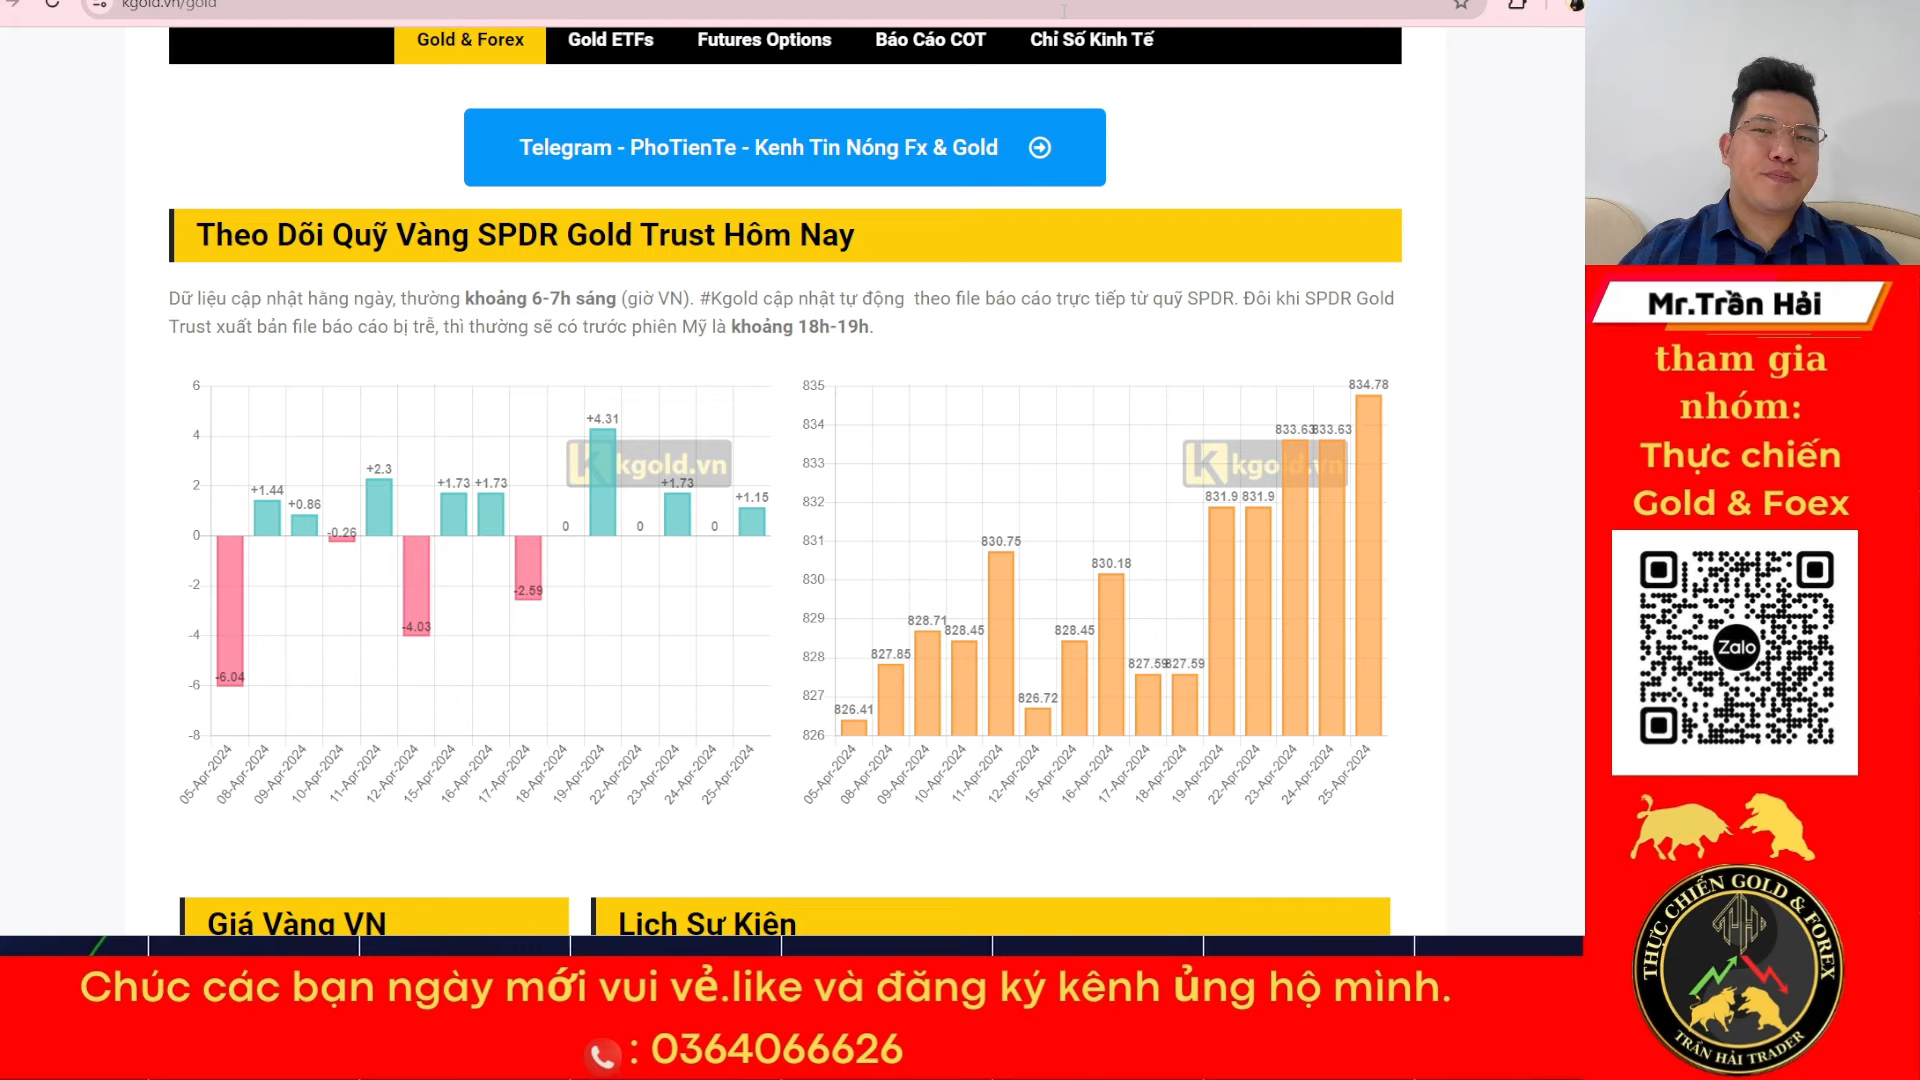 kgold.vn/gold
Gold & Forex
Gold ETFs
Futures Options
Báo Cáo COT
Chỉ Số Kinh Tế
Telegram - PhoTienTe - Kenh Tin Nóng Fx & Gold
Theo Dõi Quỹ Vàng SPDR Gold Trust Hôm Nay
Dữ liệu cập nhật hằng ngày, thường khoảng 6-7h sáng (giờ VN). #Kgold cập nhật tự động theo file báo cáo trực tiếp từ quỹ SPDR. Đôi khi SPDR Gold
Trust xuất bản file báo cáo bị trễ, thì thường sẽ có trước phiên Mỹ là khoảng 18h-19h.
6
4
2
0
-2
-4
-6
-8
-6.04
+1.44
+0.86
-0.26
+2.3
-4.03
+1.73
+1.73
-2.59
0
+4.31
0
+1.73
0
+1.15
kgold.vn
05-Apr-2024
08-Apr-2024
09-Apr-2024
10-Apr-2024
11-Apr-2024
12-Apr-2024
15-Apr-2024
16-Apr-2024
17-Apr-2024
18-Apr-2024
19-Apr-2024
22-Apr-2024
23-Apr-2024
24-Apr-2024
25-Apr-2024
835
834
833
832
831
830
829
828
827
826
826.41
827.85
828.71
828.45
830.75
826.72
828.45
830.18
827.59
827.59
831.9
831.9
833.63
833.63
834.78
kgold.vn
05-Apr-2024
08-Apr-2024
09-Apr-2024
10-Apr-2024
11-Apr-2024
12-Apr-2024
15-Apr-2024
16-Apr-2024
17-Apr-2024
18-Apr-2024
19-Apr-2024
22-Apr-2024
23-Apr-2024
24-Apr-2024
25-Apr-2024
Giá Vàng VN
Lịch Sự Kiện
Mr.Trần Hải
tham gia
nhóm:
Thực chiến
Gold & Foex
Zalo
THỰC CHIẾN GOLD & FOREX
TRẦN HẢI TRADER
Chúc các bạn ngày mới vui vẻ.like và đăng ký kênh ủng hộ mình.
: 0364066626